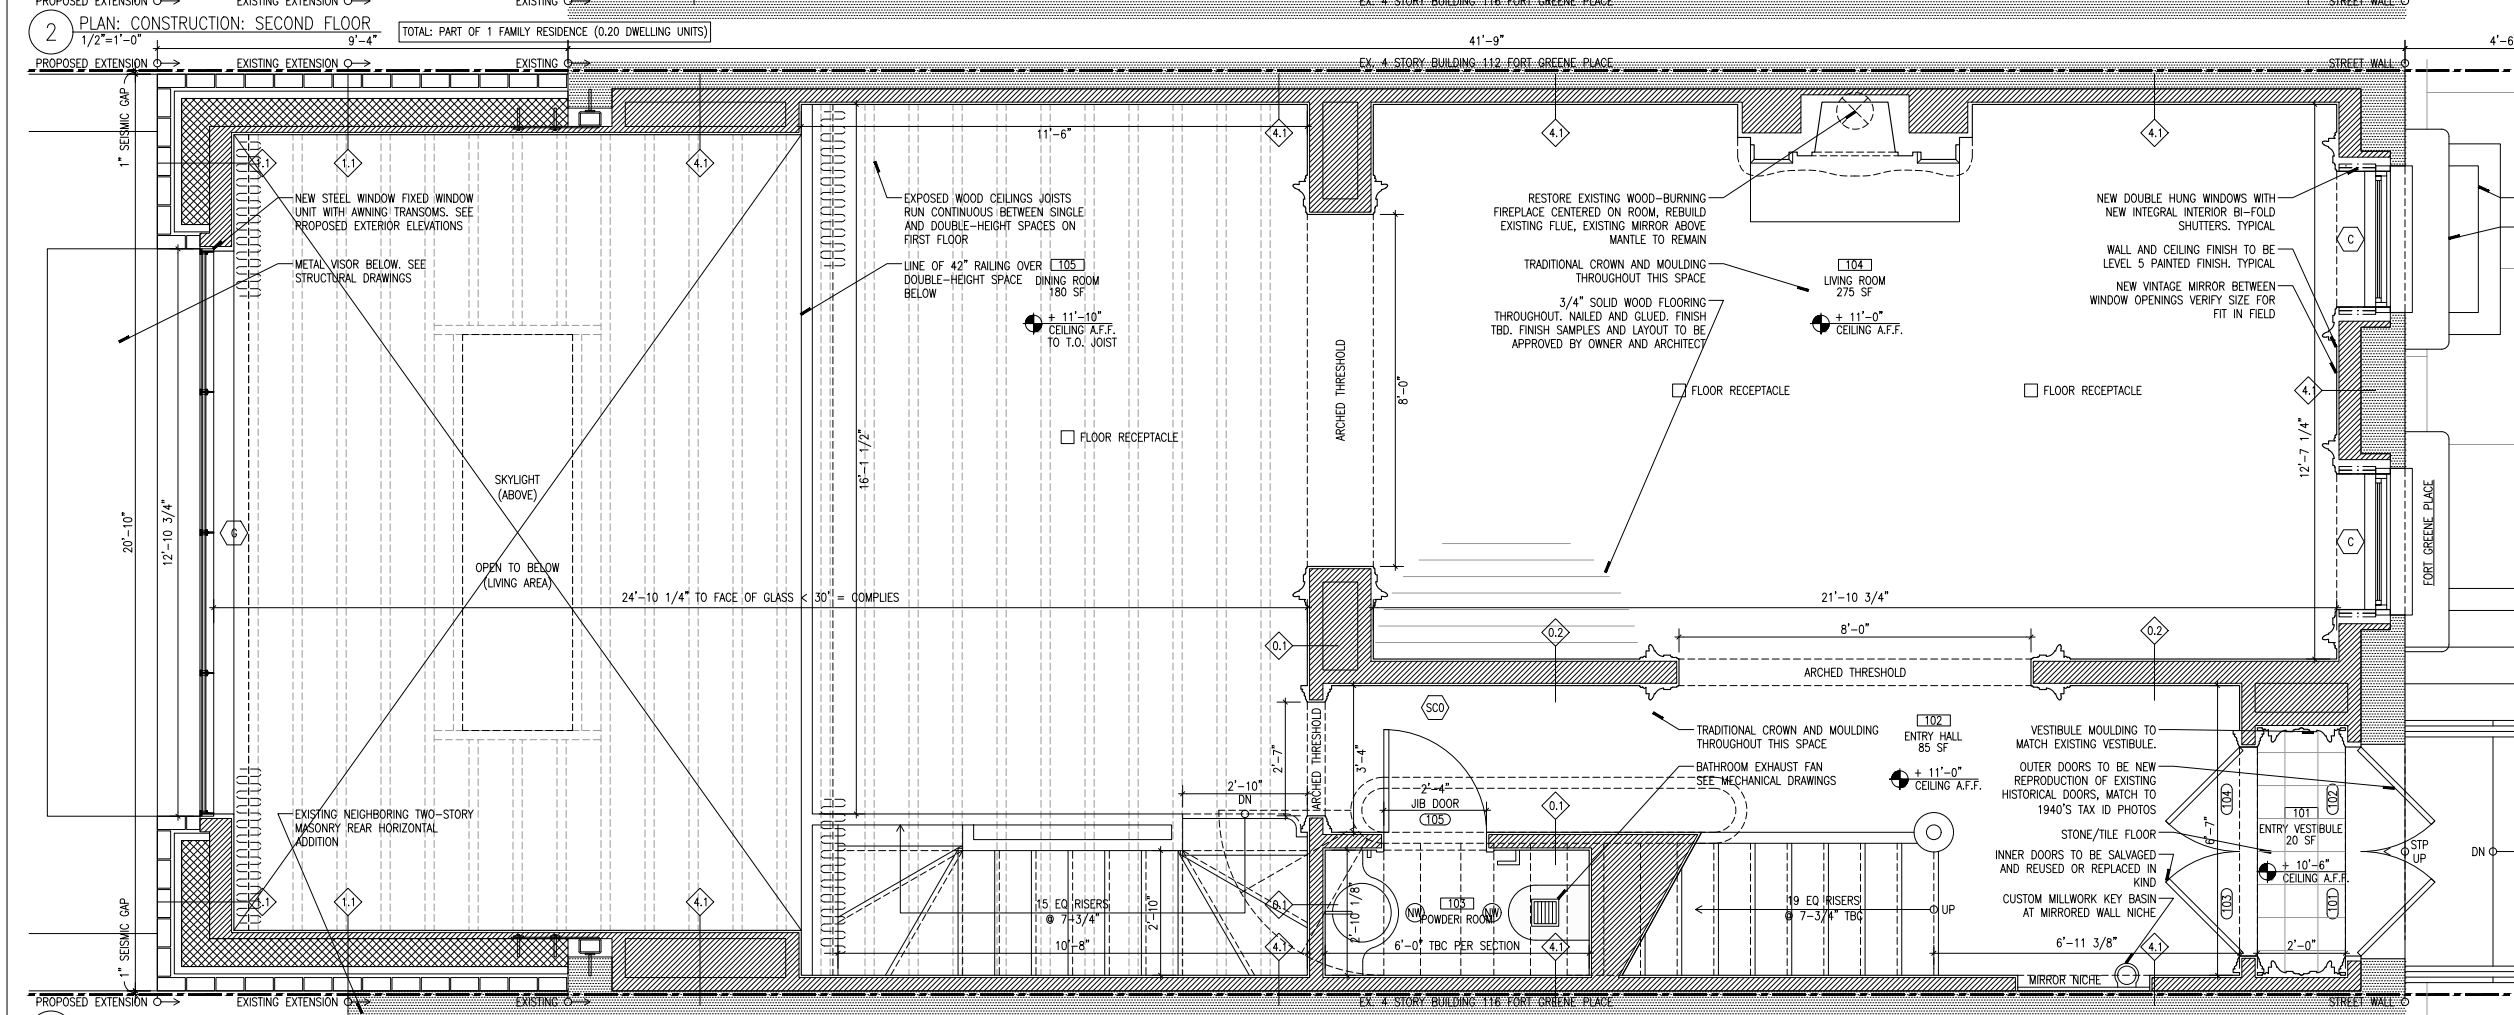 PROPOSED EXTENSION
EXISTING EXTENSION
EXISTING
EX. 4 STORY BUILDING 116 FORT GREENE PLACE
STREET WALL
2
PLAN: CONSTRUCTION: SECOND FLOOR
1/2"=1'-0"
TOTAL: PART OF 1 FAMILY RESIDENCE (0.20 DWELLING UNITS)
9'-4"
41'-9"
4'-6
PROPOSED EXTENSION
EXISTING EXTENSION
EXISTING
EX. 4 STORY BUILDING 112 FORT GREENE PLACE
STREET WALL
1" SEISMIC GAP
1.1
4.1
4.1
4.1
4.1
11'-6"
NEW STEEL WINDOW FIXED WINDOW
UNIT WITH AWNING TRANSOMS. SEE
PROPOSED EXTERIOR ELEVATIONS
METAL VISOR BELOW. SEE
STRUCTURAL DRAWINGS
EXPOSED WOOD CEILINGS JOISTS
RUN CONTINUOUS BETWEEN SINGLE
AND DOUBLE-HEIGHT SPACES ON
FIRST FLOOR
LINE OF 42" RAILING OVER
DOUBLE-HEIGHT SPACE
BELOW
105
DINING ROOM
180 SF
+ 11'-10"
CEILING A.F.F.
TO T.O. JOIST
RESTORE EXISTING WOOD-BURNING
FIREPLACE CENTERED ON ROOM, REBUILD
EXISTING FLUE, EXISTING MIRROR ABOVE
MANTLE TO REMAIN
TRADITIONAL CROWN AND MOULDING
THROUGHOUT THIS SPACE
3/4" SOLID WOOD FLOORING
THROUGHOUT. NAILED AND GLUED. FINISH
TBD. FINISH SAMPLES AND LAYOUT TO BE
APPROVED BY OWNER AND ARCHITECT
104
LIVING ROOM
275 SF
+ 11'-0"
CEILING A.F.F.
NEW DOUBLE HUNG WINDOWS WITH
NEW INTEGRAL INTERIOR BI-FOLD
SHUTTERS. TYPICAL
WALL AND CEILING FINISH TO BE
LEVEL 5 PAINTED FINISH. TYPICAL
NEW VINTAGE MIRROR BETWEEN
WINDOW OPENINGS VERIFY SIZE FOR
FIT IN FIELD
C
ARCHED THRESHOLD
8'-0"
FLOOR RECEPTACLE
FLOOR RECEPTACLE
4.1
FLOOR RECEPTACLE
16'-1 1/2"
12'-7 1/4"
SKYLIGHT
(ABOVE)
20'-10"
12'-10 3/4"
G
C
FORT GREENE PLACE
OPEN TO BELOW
(LIVING AREA)
24'-10 1/4" TO FACE OF GLASS < 30' = COMPLIES
21'-10 3/4"
8'-0"
0.1
0.2
0.2
ARCHED THRESHOLD
SCD
TRADITIONAL CROWN AND MOULDING
THROUGHOUT THIS SPACE
102
ENTRY HALL
85 SF
VESTIBULE MOULDING TO
MATCH EXISTING VESTIBULE.
2'-7"
ARCHED THRESHOLD
3'-4"
BATHROOM EXHAUST FAN
SEE MECHANICAL DRAWINGS
+ 11'-0"
CEILING A.F.F.
OUTER DOORS TO BE NEW
REPRODUCTION OF EXISTING
HISTORICAL DOORS, MATCH TO
1940'S TAX ID PHOTOS
2'-10"
DN
2'-4"
JIB DOOR
105
0.1
104
102
101
ENTRY VESTIBULE
20 SF
+ 10'-6"
CEILING A.F.F.
EXISTING NEIGHBORING TWO-STORY
MASONRY REAR HORIZONTAL
ADDITION
STONE/TILE FLOOR
6'-7"
STP
UP
DN
INNER DOORS TO BE SALVAGED
AND REUSED OR REPLACED IN
KIND
CUSTOM MILLWORK KEY BASIN
AT MIRRORED WALL NICHE
103
101
1" SEISMIC GAP
1.1
4.1
15 EQ RISERS
@ 7-3/4"
2'-10"
0.1
2'-10 1/8"
NW
103
POWDER ROOM
NW
19 EQ RISERS
@ 7-3/4" TBC
UP
10'-8"
4.1
6'-0" TBC PER SECTION
4.1
6'-11 3/8"
4.1
2'-0"
MIRROR NICHE
PROPOSED EXTENSION
EXISTING EXTENSION
EXISTING
EX. 4 STORY BUILDING 116 FORT GREENE PLACE
STREET WALL